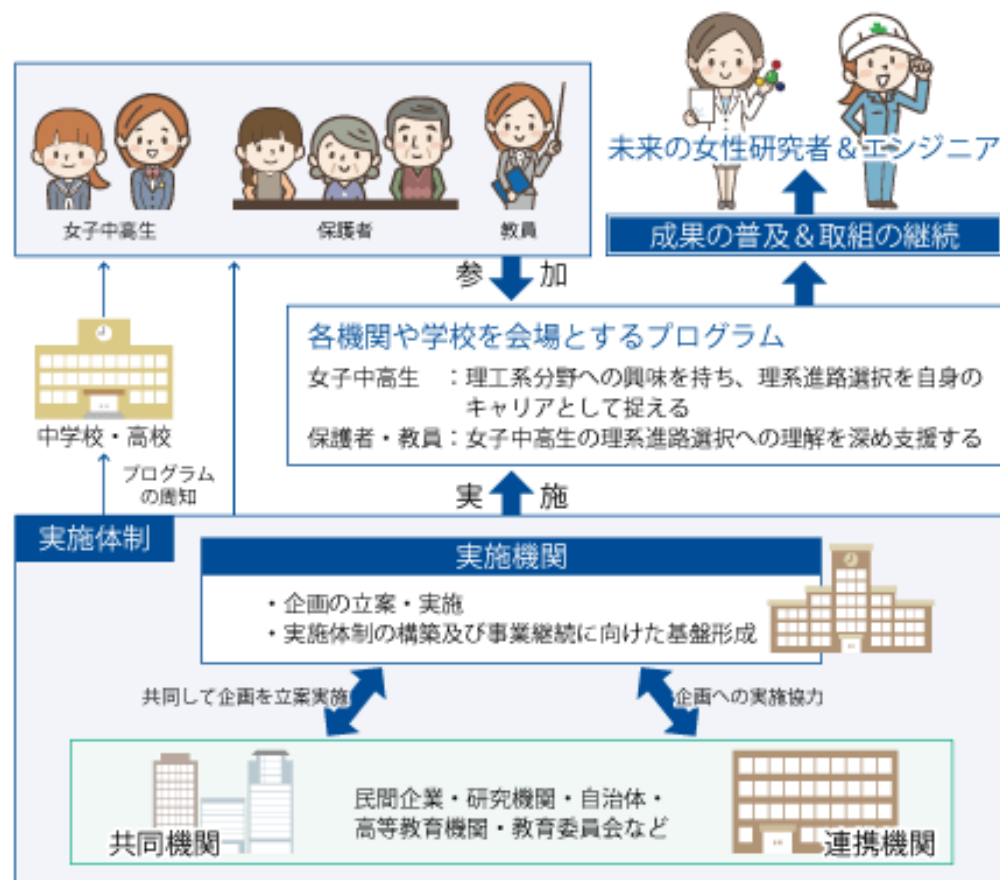 未来の女性研究者＆エンジニア
女子中高生
保護者
教員
成果の普及＆取組の継続
参 加
各機関や学校を会場とするプログラム
女子中高生　：理工系分野への興味を持ち、理系進路選択を自身の
キャリアとして捉える
保護者・教員：女子中高生の理系進路選択への理解を深め支援する
中学校・高校
プログラム
の周知
実 施
実施体制
実施機関
・企画の立案・実施
・実施体制の構築及び事業継続に向けた基盤形成
共同して企画を立案実施
企画への実施協力
民間企業・研究機関・自治体・
高等教育機関・教育委員会など
共同機関
連携機関